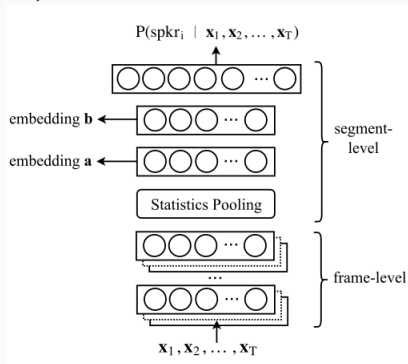 P(spkr_i | x_1, x_2, ..., x_T)
...
embedding b
...
segment-level
embedding a
...
Statistics Pooling
...
...
frame-level
...
x_1, x_2, ..., x_T